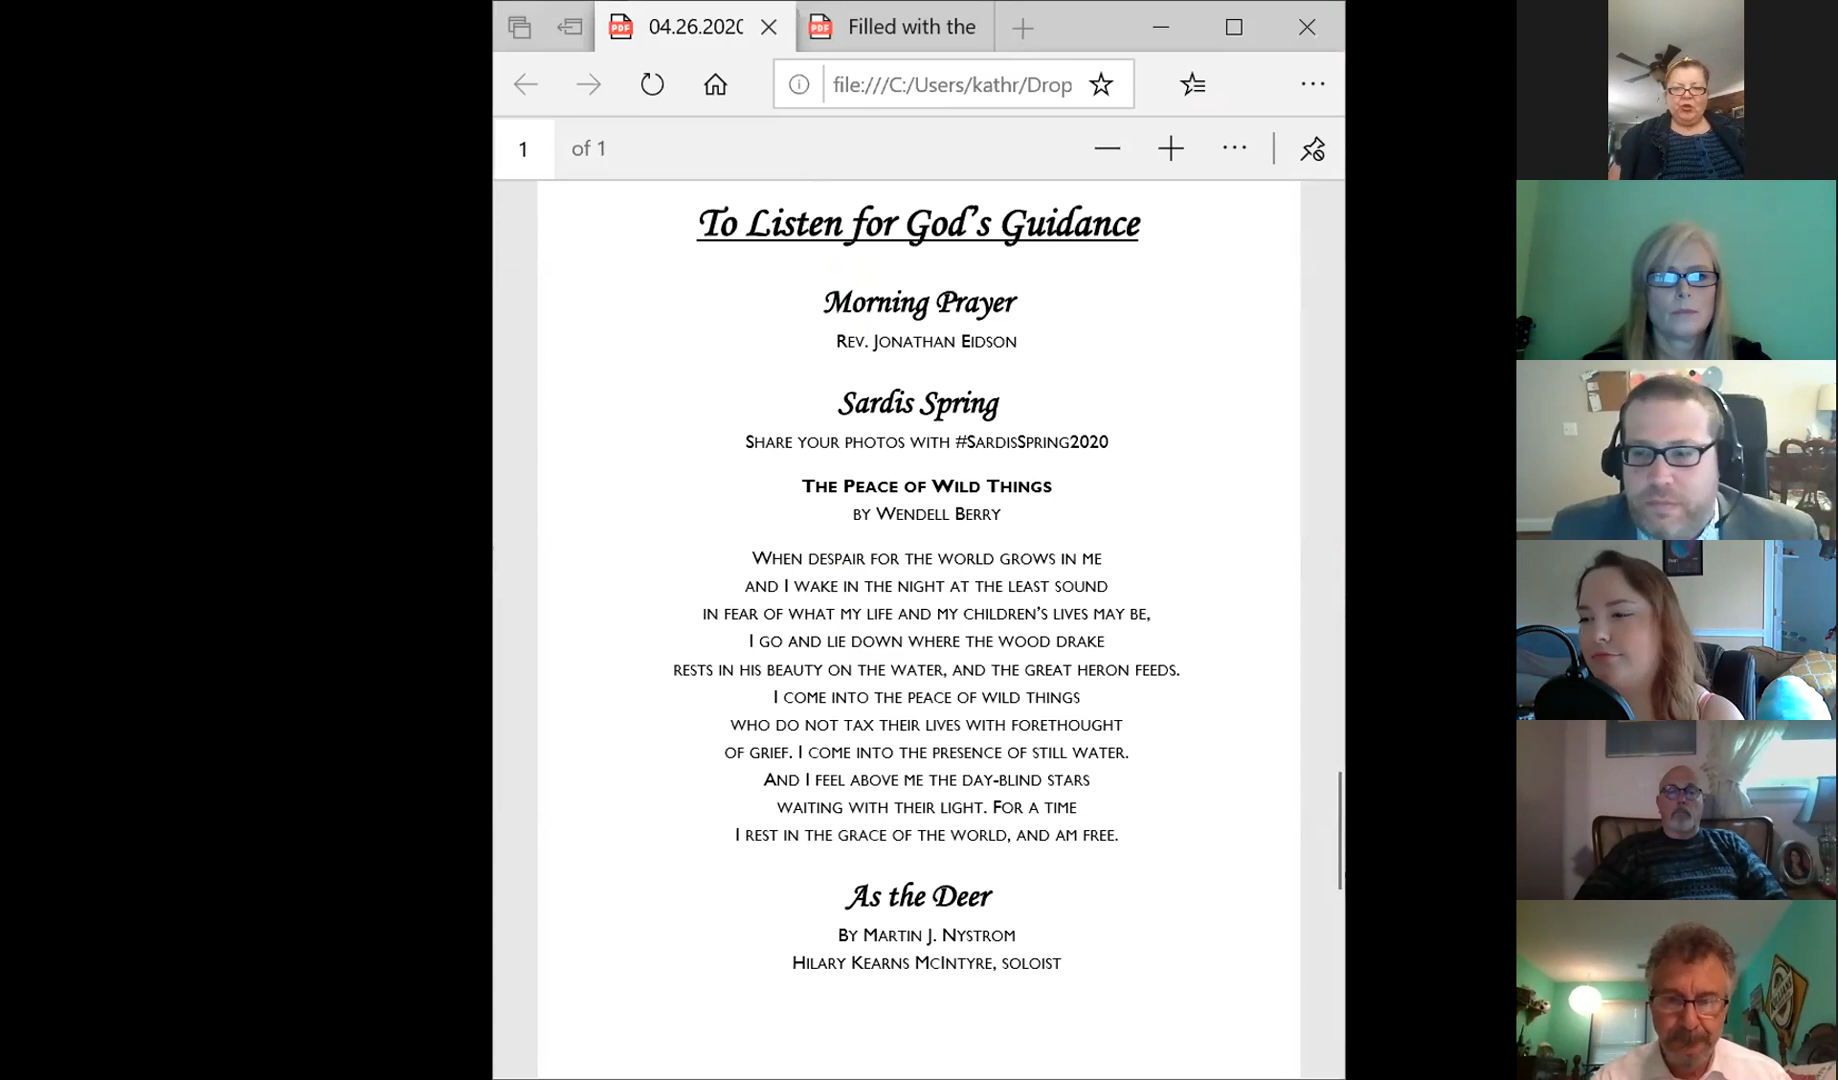 04.26.202
Filled with the
file:///C:/Users/kathr/Drop
1 of 1
To Listen for God's Guidance
Morning Prayer
Rev. Jonathan Eidson
Sardis Spring
Share your photos with #SardisSpring2020
The Peace of Wild Things
by Wendell Berry
When despair for the world grows in me
and I wake in the night at the least sound
in fear of what my life and my children's lives may be,
I go and lie down where the wood drake
rests in his beauty on the water, and the great heron feeds.
I come into the peace of wild things
who do not tax their lives with forethought
of grief. I come into the presence of still water.
And I feel above me the day-blind stars
waiting with their light. For a time
I rest in the grace of the world, and am free.
As the Deer
By Martin J. Nystrom
Hilary Kearns McIntyre, soloist